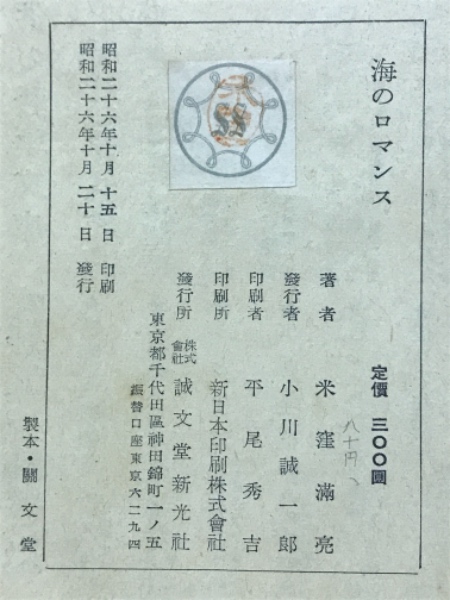 海のロマンス
定價 三〇〇圓
八十円
著者 米窪滿亮
發行者 小川誠一郎
印刷者 平尾秀吉
印刷所 新日本印刷株式會社
發行所 株式會社 誠文堂新光社
東京都千代田區神田錦町一ノ五
振替口座東京六二九四
SS
昭和二十六年十月十五日 印刷
昭和二十六年十月二十日 發行
製本・關文堂